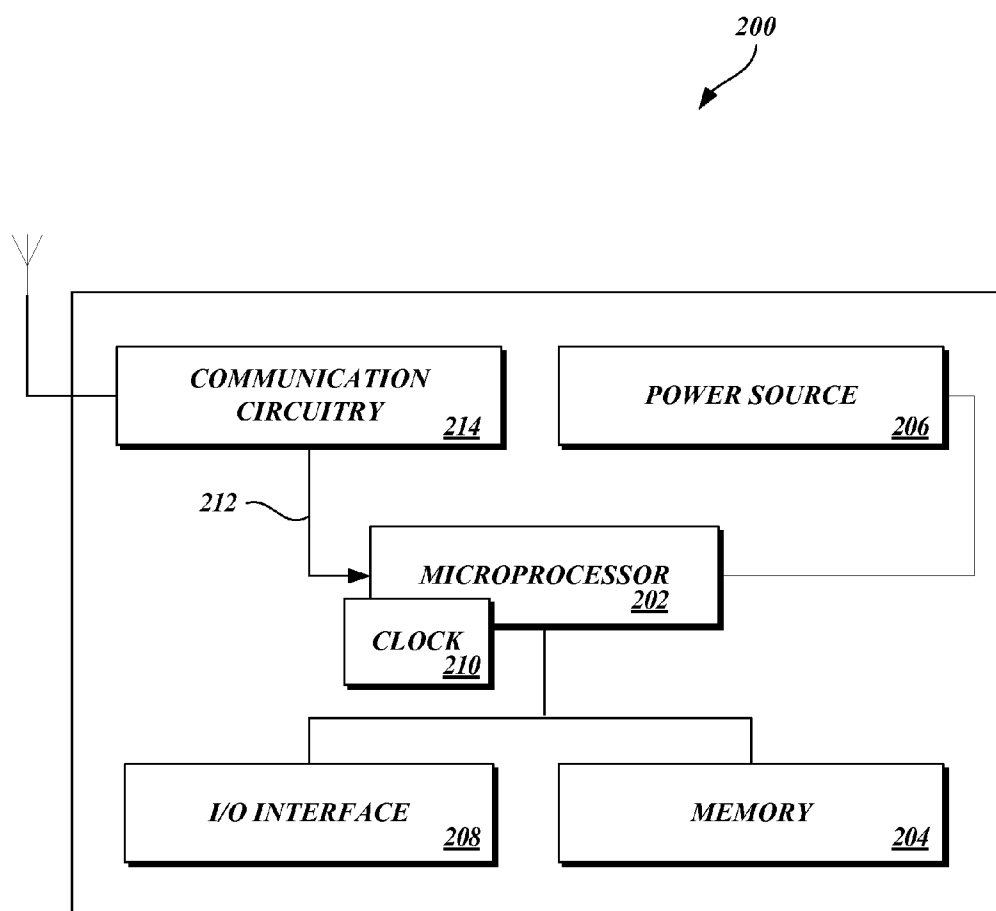 200
COMMUNICATION
CIRCUITRY
214
POWER SOURCE
206
212
MICROPROCESSOR
202
CLOCK
210
I/O INTERFACE
208
MEMORY
204